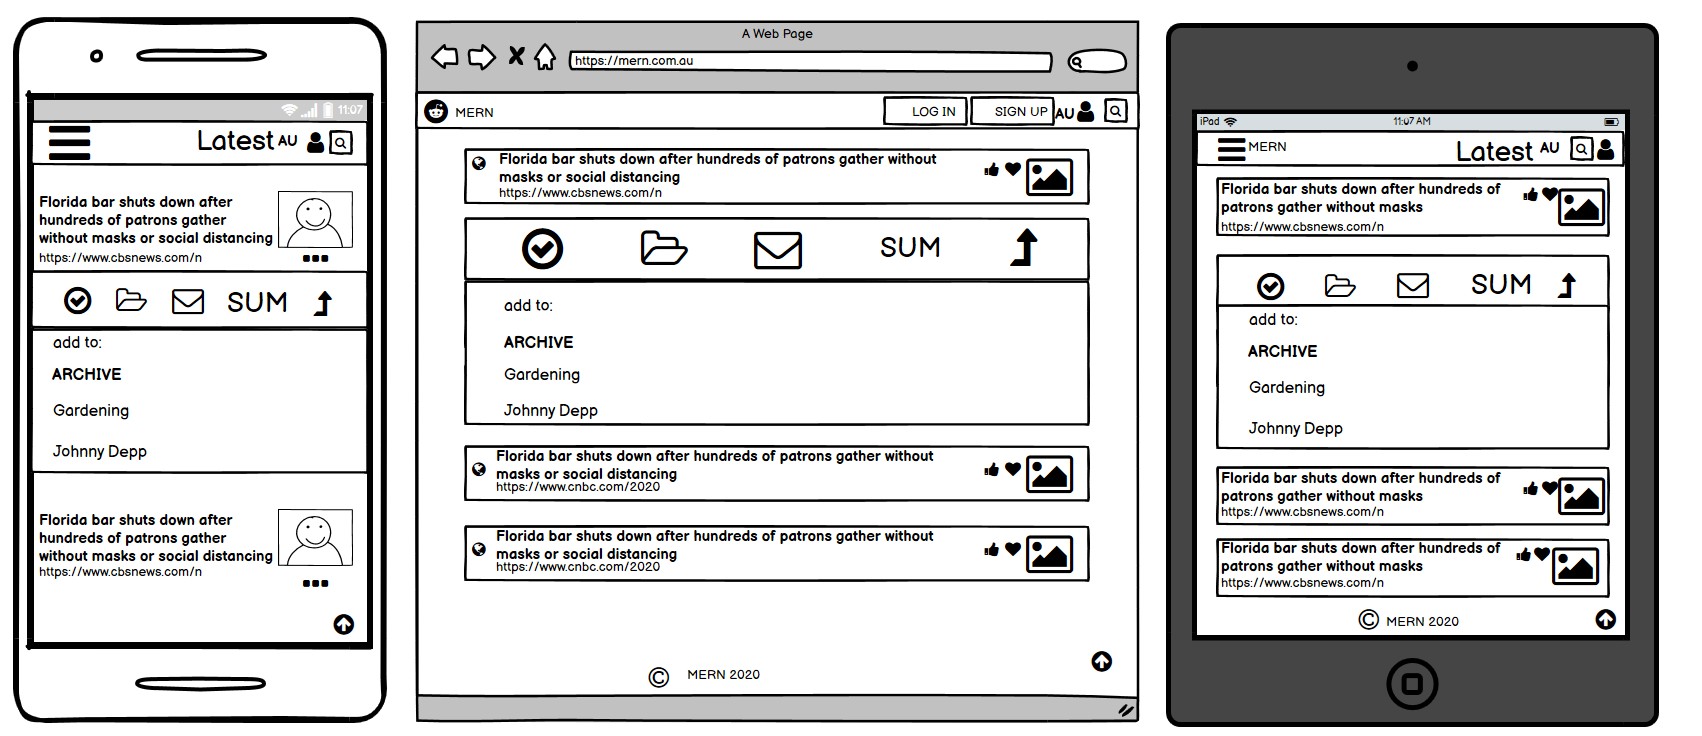 11:07
Latest AU
Florida bar shuts down after
hundreds of patrons gather
without masks or social distancing
https://www.cbsnews.com/n
SUM
add to:
ARCHIVE
Gardening
Johnny Depp
Florida bar shuts down after
hundreds of patrons gather
without masks or social distancing
https://www.cbsnews.com/n
A Web Page
https://mern.com.au
MERN
LOG IN
SIGN UP
AU
Florida bar shuts down after hundreds of patrons gather without
masks or social distancing
https://www.cbsnews.com/n
SUM
add to:
ARCHIVE
Gardening
Johnny Depp
Florida bar shuts down after hundreds of patrons gather without
masks or social distancing
https://www.cnbc.com/2020
Florida bar shuts down after hundreds of patrons gather without
masks or social distancing
https://www.cnbc.com/2020
© MERN 2020
iPad
11:07 AM
MERN
Latest AU
Florida bar shuts down after hundreds of
patrons gather without masks
https://www.cbsnews.com/n
SUM
add to:
ARCHIVE
Gardening
Johnny Depp
Florida bar shuts down after hundreds of
patrons gather without masks
https://www.cbsnews.com/n
Florida bar shuts down after hundreds of
patrons gather without masks
https://www.cbsnews.com/n
© MERN 2020